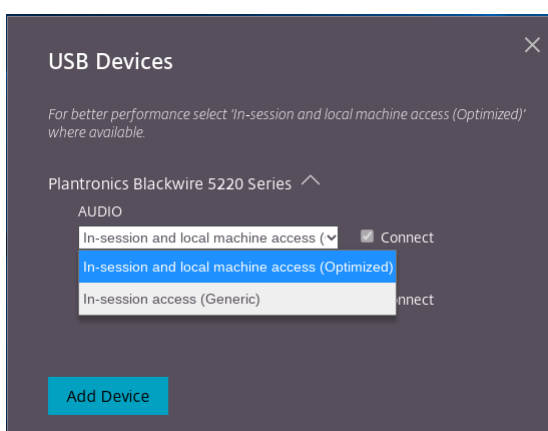 USB Devices
For better performance select 'In-session and local machine access (Optimized)'
where available.
Plantronics Blackwire 5220 Series
AUDIO
In-session and local machine access ( Connect
In-session and local machine access (Optimized)
In-session access (Generic) nnect
Add Device